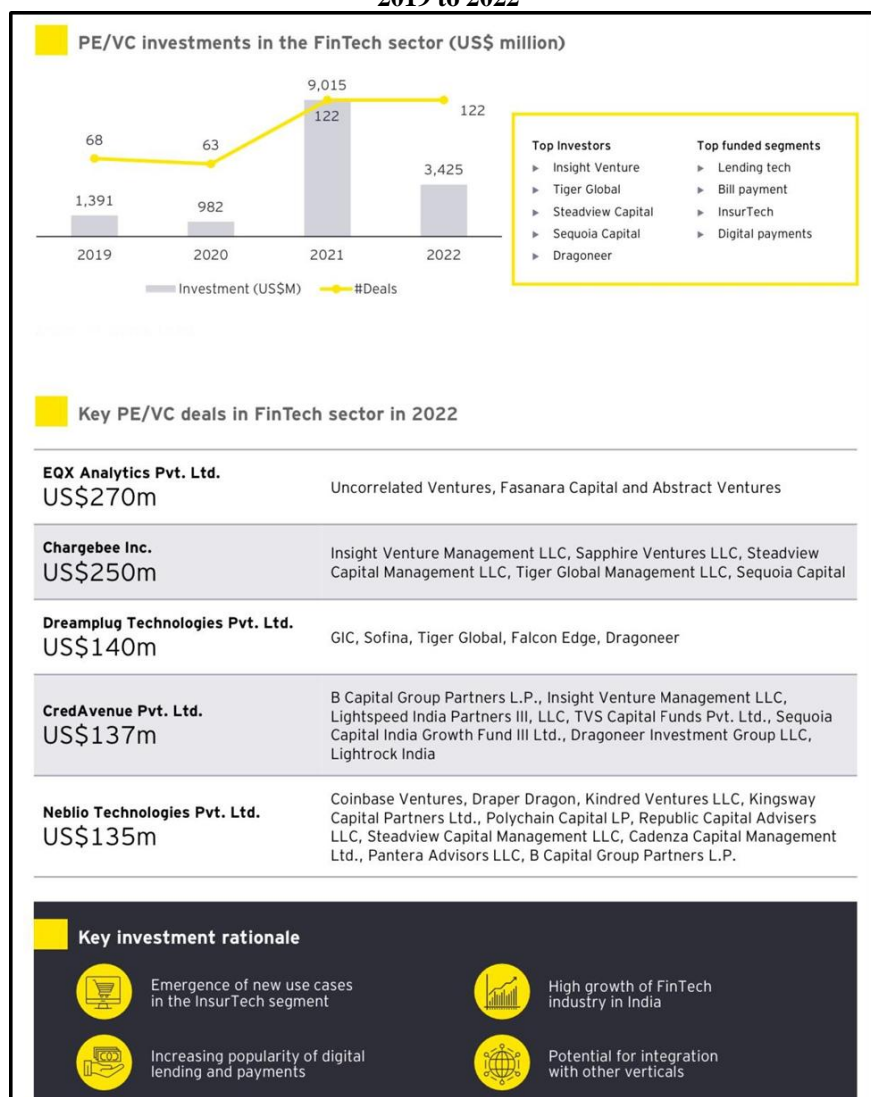 2019 to 2022
PE/VC investments in the FinTech sector (US$ million)
9,015
122
122
68
63
3,425
1,391
982
2019
2020
2021
2022
Investment (US$M)
#Deals
Top Investors
Insight Venture
Tiger Global
Steadview Capital
Sequoia Capital
Dragoneer
Top funded segments
Lending tech
Bill payment
InsurTech
Digital payments
Key PE/VC deals in FinTech sector in 2022
EQX Analytics Pvt. Ltd.
US$270m
Uncorrelated Ventures, Fasanara Capital and Abstract Ventures
Chargebee Inc.
US$250m
Insight Venture Management LLC, Sapphire Ventures LLC, Steadview
Capital Management LLC, Tiger Global Management LLC, Sequoia Capital
Dreamplug Technologies Pvt. Ltd.
US$140m
GIC, Sofina, Tiger Global, Falcon Edge, Dragoneer
CredAvenue Pvt. Ltd.
US$137m
B Capital Group Partners L.P., Insight Venture Management LLC,
Lightspeed India Partners III, LLC, TVS Capital Funds Pvt. Ltd., Sequoia
Capital India Growth Fund III Ltd., Dragoneer Investment Group LLC,
Lightrock India
Neblio Technologies Pvt. Ltd.
US$135m
Coinbase Ventures, Draper Dragon, Kindred Ventures LLC, Kingsway
Capital Partners Ltd., Polychain Capital LP, Republic Capital Advisers
LLC, Steadview Capital Management LLC, Cadenza Capital Management
Ltd., Pantera Advisors LLC, B Capital Group Partners L.P.
Key investment rationale
Emergence of new use cases
in the InsurTech segment
High growth of FinTech
industry in India
Increasing popularity of digital
lending and payments
Potential for integration
with other verticals